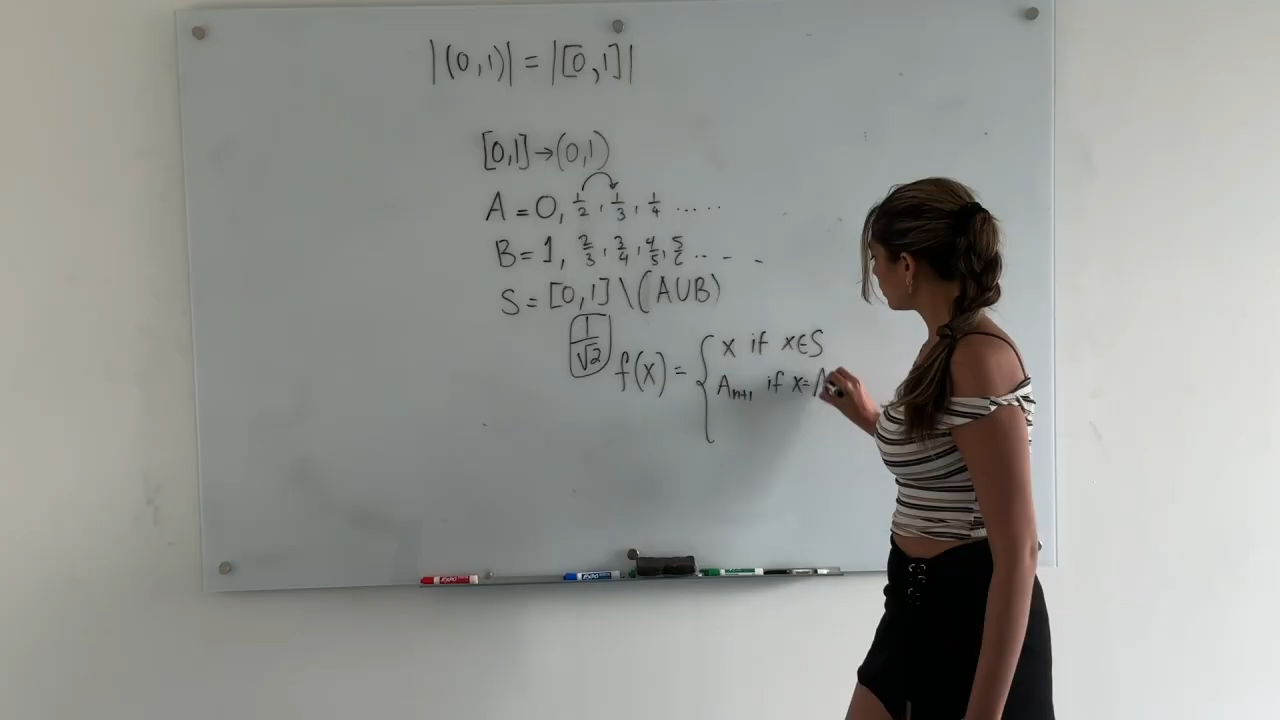 |(0,1)| = |[0,1]|
[0,1]→(0,1)
A = 0, 1/2, 1/3, 1/4 .....
B = 1, 2/3, 3/4, 4/5, 5/6 .. - -
S = [0,1] \ (A∪B)
1/√2
f(x) = { x if x∈S
A_{n+1} if x=A